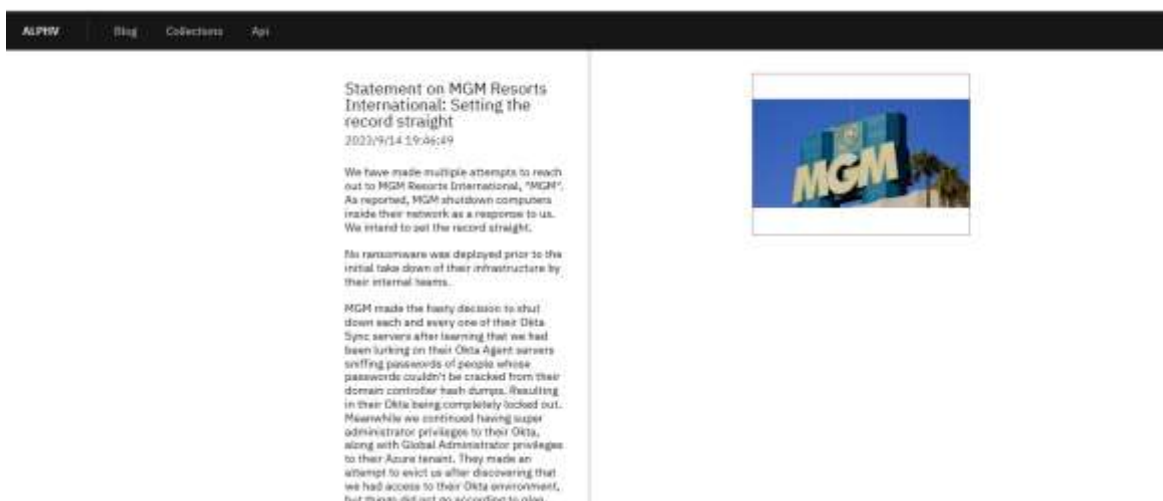 ALPHV Blog Collections Api
Statement on MGM Resorts
International: Setting the
record straight
2023/9/14 19:46:49
We have made multiple attempts to reach
out to MGM Resorts International, "MGM".
As reported, MGM shutdown computers
inside their network as a response to us.
We intend to set the record straight.
No ransomware was deployed prior to the
initial take down of their infrastructure by
their internal teams.
MGM made the hasty decision to shut
down each and every one of their Okta
Sync servers after learning that we had
been lurking on their Okta Agent servers
sniffing passwords of people whose
passwords couldn't be cracked from their
domain controller hash dumps. Resulting
in their Okta being completely locked out.
Meanwhile we continued having super
administrator privileges to their Okta,
along with Global Administrator privileges
to their Azure tenant. They made an
attempt to evict us after discovering that
we had access to their Okta environment,
but things did not go according to plan.
MGM